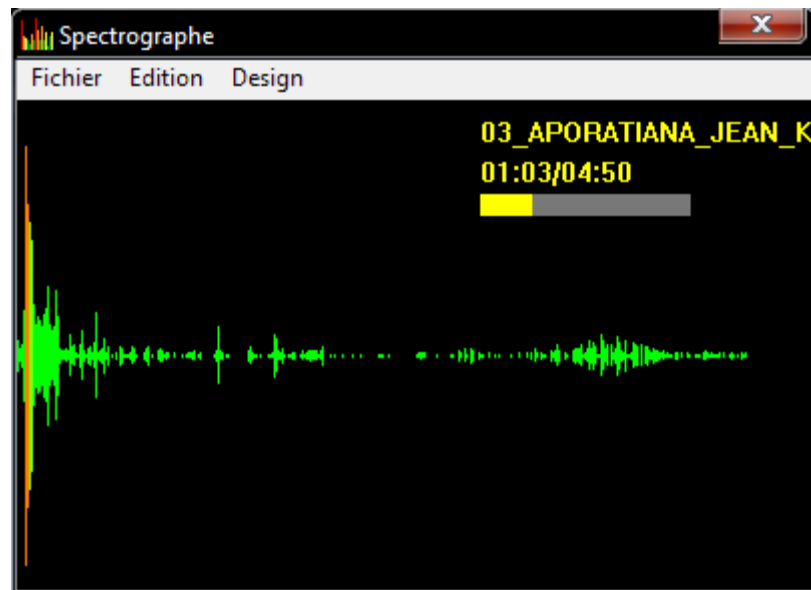 Spectrographe
Fichier Edition Design
03_APORATIANA_JEAN_K
01:03/04:50